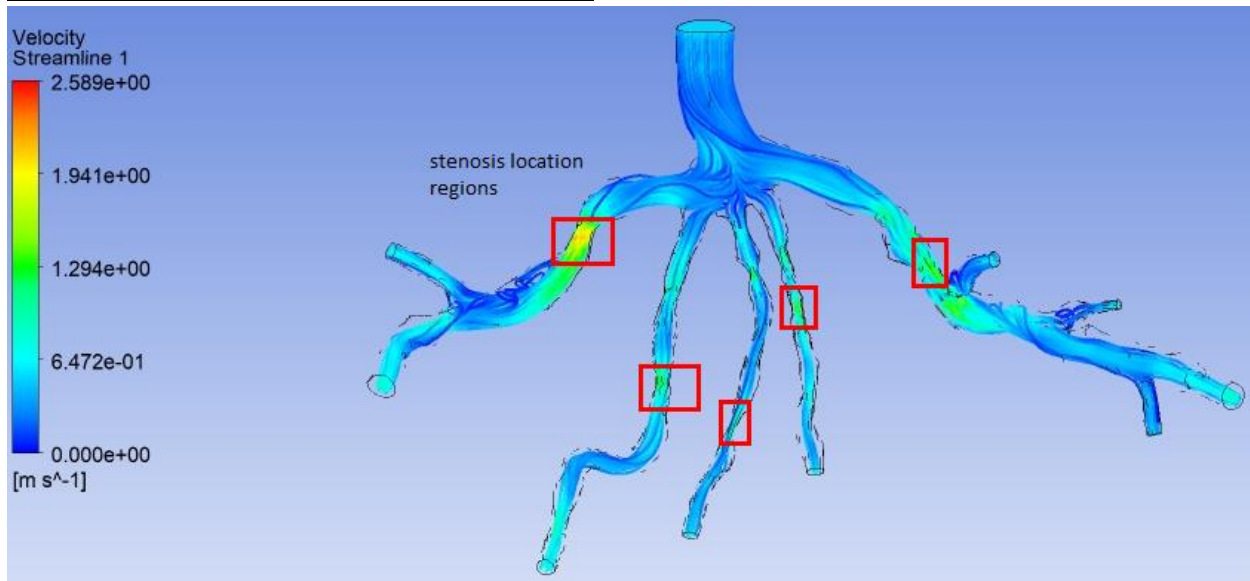 Velocity
Streamline 1
2.589e+00
1.941e+00
1.294e+00
6.472e-01
0.000e+00
[m s^-1]
stenosis location
regions